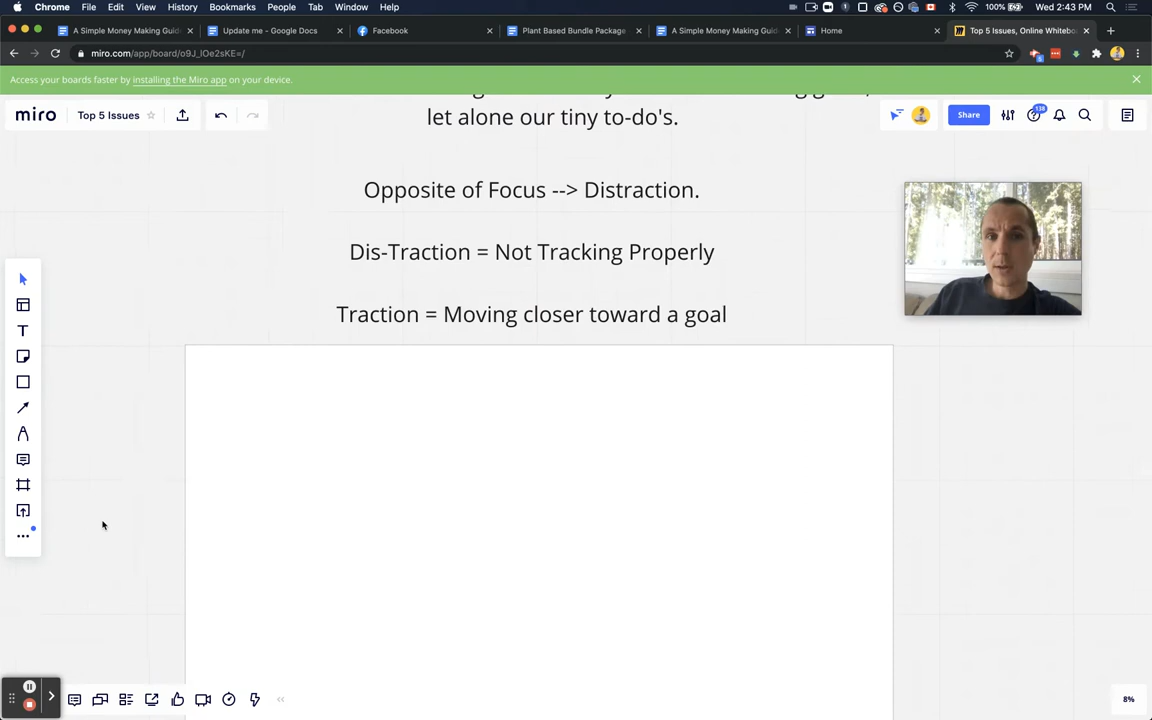 Chrome File Edit View History Bookmarks People Tab Window Help 100% Wed 2:43 PM
A Simple Money Making Guid Update me - Google Docs Facebook Plant Based Bundle Package A Simple Money Making Guid Home Top 5 Issues, Online Whitebo
miro.com/app/board/o9J_lOe2sKE=/
Access your boards faster by installing the Miro app on your device.
miro Top 5 Issues Share 138
let alone our tiny to-do's.
Opposite of Focus --> Distraction.
Dis-Traction = Not Tracking Properly
Traction = Moving closer toward a goal
8%